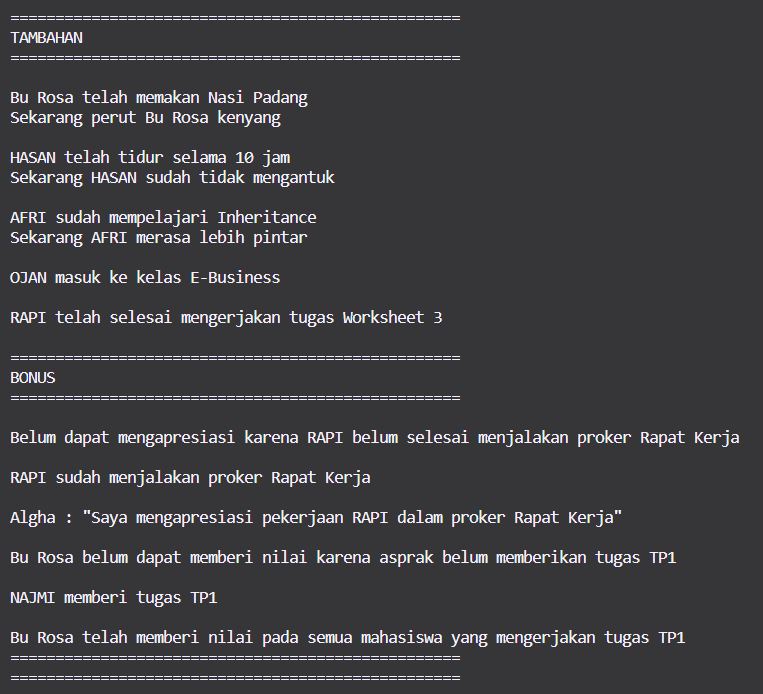 ==================================================
TAMBAHAN
==================================================
Bu Rosa telah memakan Nasi Padang
Sekarang perut Bu Rosa kenyang
HASAN telah tidur selama 10 jam
Sekarang HASAN sudah tidak mengantuk
AFRI sudah mempelajari Inheritance
Sekarang AFRI merasa lebih pintar
OJAN masuk ke kelas E-Business
RAPI telah selesai mengerjakan tugas Worksheet 3
==================================================
BONUS
==================================================
Belum dapat mengapresiasi karena RAPI belum selesai menjalakan proker Rapat Kerja
RAPI sudah menjalakan proker Rapat Kerja
Algha : "Saya mengapresiasi pekerjaan RAPI dalam proker Rapat Kerja"
Bu Rosa belum dapat memberi nilai karena asprak belum memberikan tugas TP1
NAJMI memberi tugas TP1
Bu Rosa telah memberi nilai pada semua mahasiswa yang mengerjakan tugas TP1
==================================================
==================================================